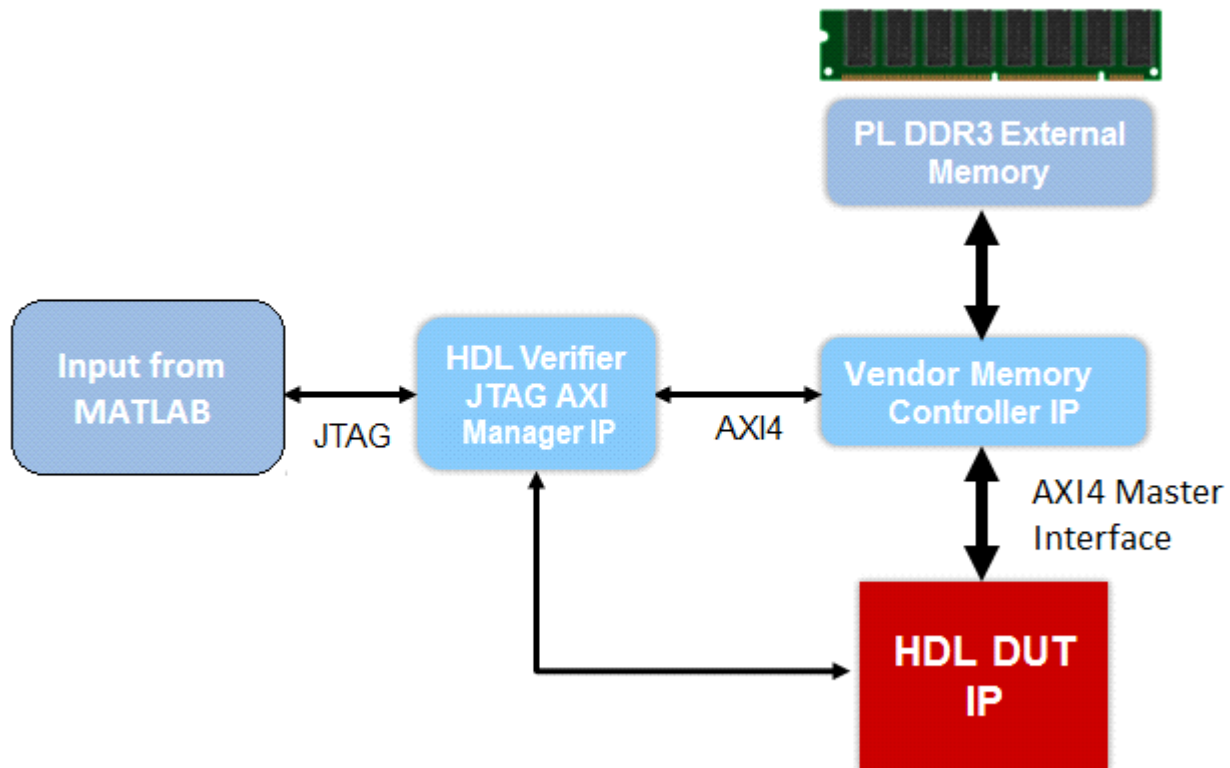 PL DDR3 External
Memory
Input from
MATLAB
JTAG
HDL Verifier
JTAG AXI
Manager IP
AXI4
Vendor Memory
Controller IP
AXI4 Master
Interface
HDL DUT
IP